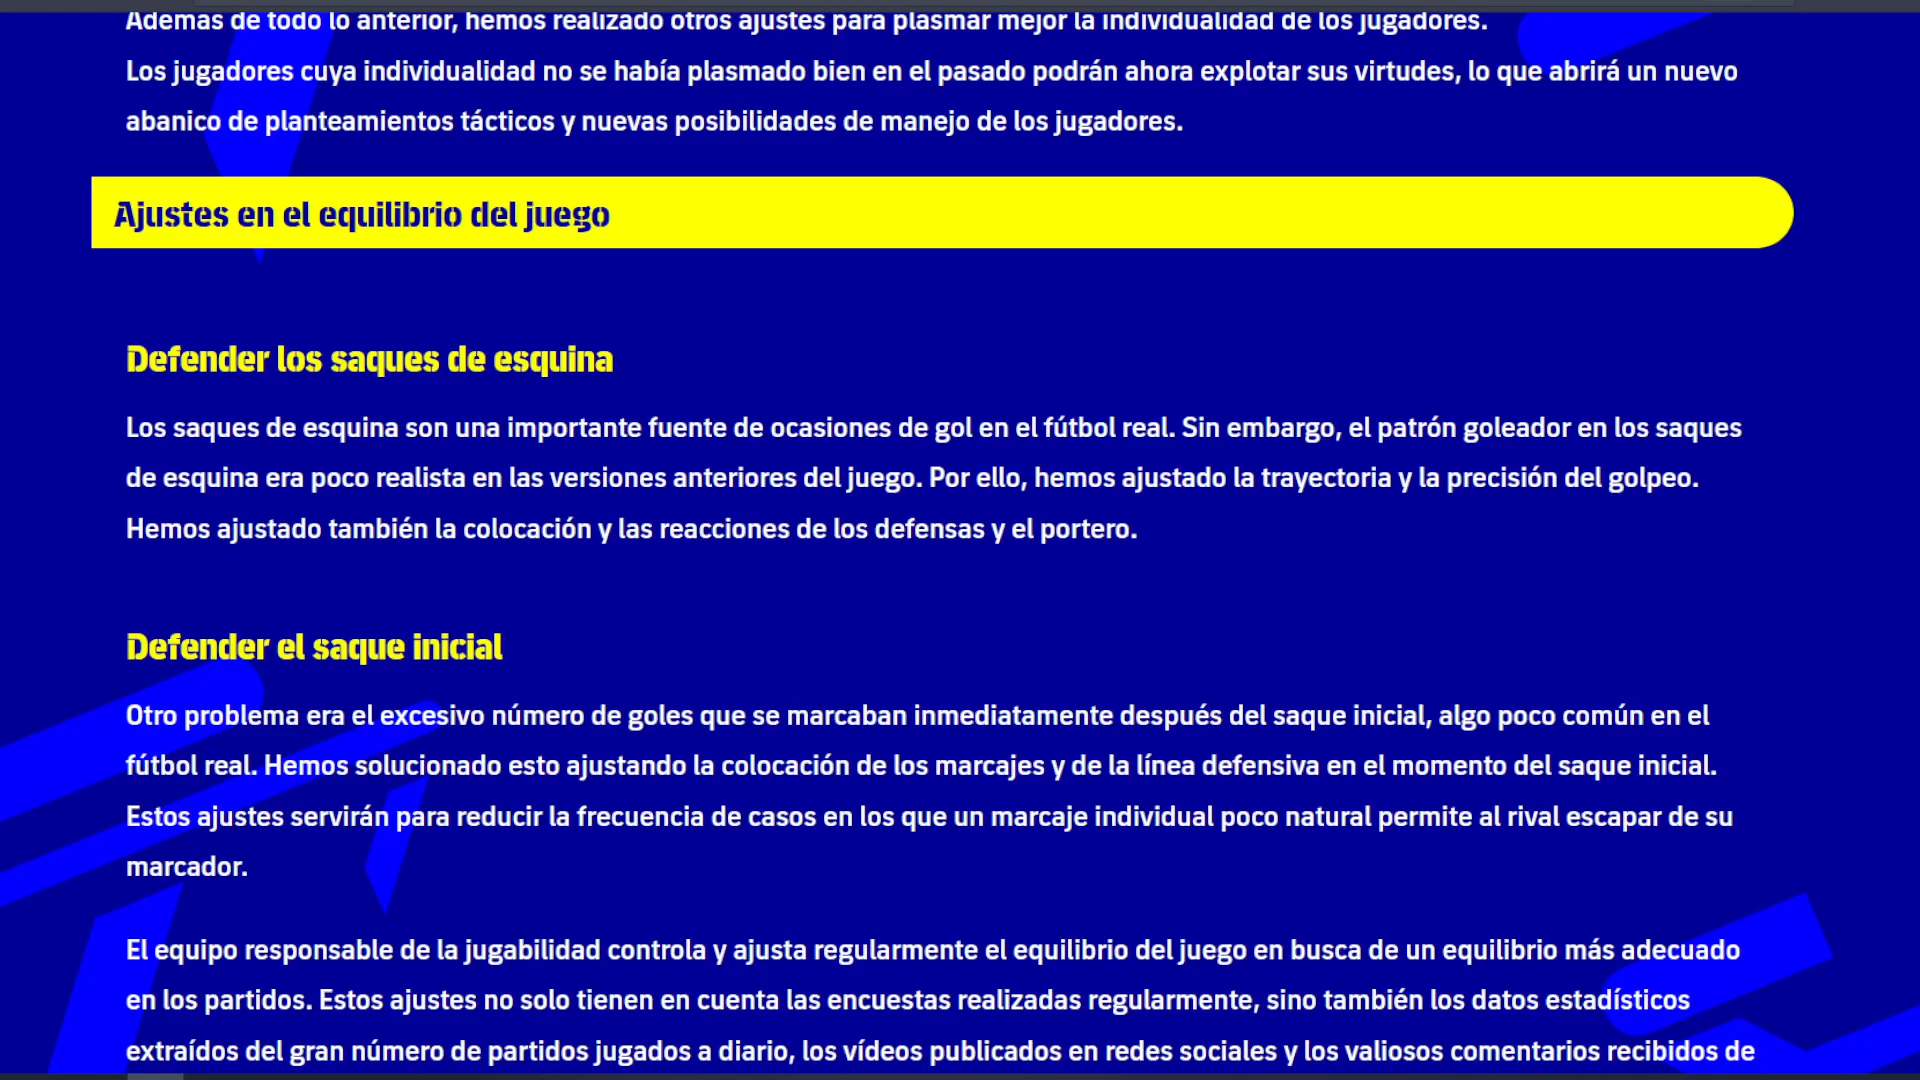 Además de todo lo anterior, hemos realizado otros ajustes para plasmar mejor la individualidad de los jugadores.
Los jugadores cuya individualidad no se había plasmado bien en el pasado podrán ahora explotar sus virtudes, lo que abrirá un nuevo
abanico de planteamientos tácticos y nuevas posibilidades de manejo de los jugadores.
Ajustes en el equilibrio del juego
Defender los saques de esquina
Los saques de esquina son una importante fuente de ocasiones de gol en el fútbol real. Sin embargo, el patrón goleador en los saques
de esquina era poco realista en las versiones anteriores del juego. Por ello, hemos ajustado la trayectoria y la precisión del golpeo.
Hemos ajustado también la colocación y las reacciones de los defensas y el portero.
Defender el saque inicial
Otro problema era el excesivo número de goles que se marcaban inmediatamente después del saque inicial, algo poco común en el
fútbol real. Hemos solucionado esto ajustando la colocación de los marcajes y de la línea defensiva en el momento del saque inicial.
Estos ajustes servirán para reducir la frecuencia de casos en los que un marcaje individual poco natural permite al rival escapar de su
marcador.
El equipo responsable de la jugabilidad controla y ajusta regularmente el equilibrio del juego en busca de un equilibrio más adecuado
en los partidos. Estos ajustes no solo tienen en cuenta las encuestas realizadas regularmente, sino también los datos estadísticos
extraídos del gran número de partidos jugados a diario, los vídeos publicados en redes sociales y los valiosos comentarios recibidos de